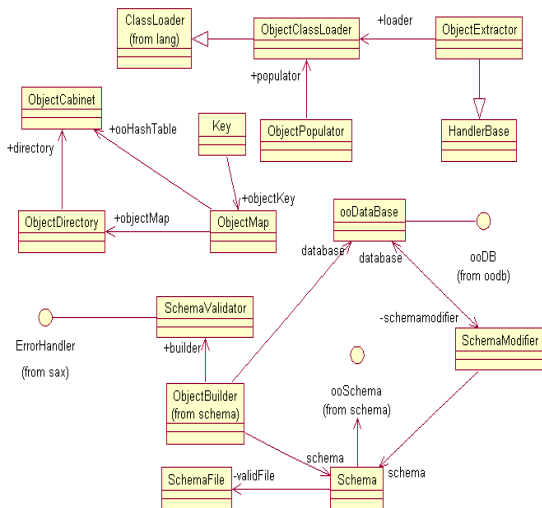 ClassLoader
(from lang)
ObjectClassLoader
+loader
ObjectExtractor
+populator
ObjectCabinet
+ooHashTable
Key
ObjectPopulator
HandlerBase
+directory
+objectKey
ObjectDirectory
+objectMap
ObjectMap
ooDataBase
ooDB
(from oodb)
database
database
SchemaValidator
-schemamodifier
SchemaModifier
ErrorHandler
(from sax)
+builder
ObjectBuilder
(from schema)
ooSchema
(from schema)
schema
schema
SchemaFile
-validFile
Schema